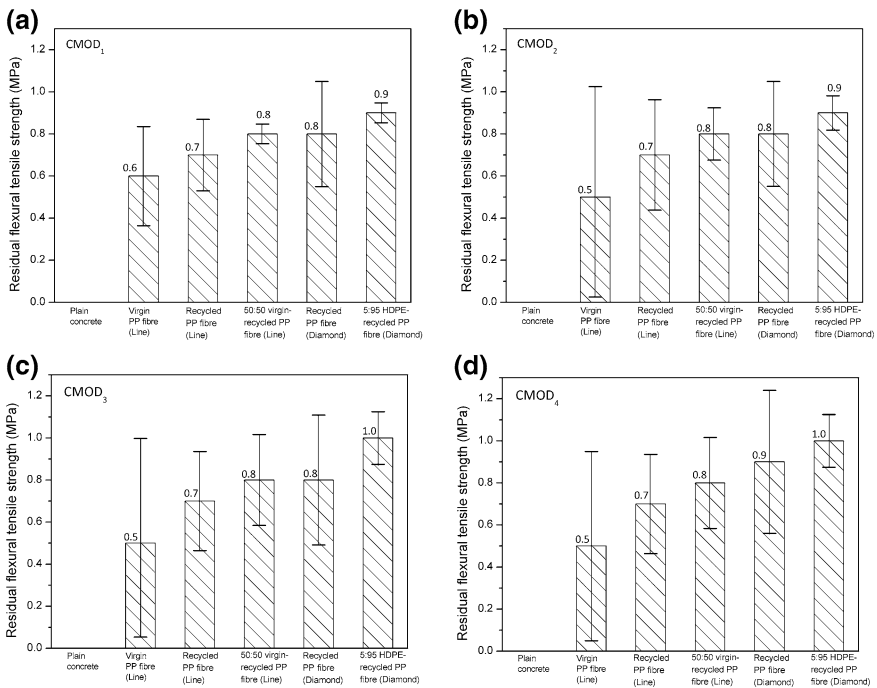 (a)
CMOD1
Residual flexural tensile strength (MPa)
1.2
1.0
0.8
0.6
0.4
0.2
0.0
0.6
0.7
0.8
0.8
0.9
Plain
concrete
Virgin
PP fibre
(Line)
Recycled
PP fibre
(Line)
50:50 virgin-
recycled PP
fibre (Line)
Recycled
PP fibre
(Diamond)
5:95 HDPE-
recycled PP
fibre (Diamond)
(b)
CMOD2
Residual flexural tensile strength (MPa)
1.2
1.0
0.8
0.6
0.4
0.2
0.0
0.5
0.7
0.8
0.8
0.9
Plain
concrete
Virgin
PP fibre
(Line)
Recycled
PP fibre
(Line)
50:50 virgin-
recycled PP
fibre (Line)
Recycled
PP fibre
(Diamond)
5:95 HDPE-
recycled PP
fibre (Diamond)
(c)
CMOD3
Residual flexural tensile strength (MPa)
1.2
1.0
0.8
0.6
0.4
0.2
0.0
0.5
0.7
0.8
0.8
1.0
Plain
concrete
Virgin
PP fibre
(Line)
Recycled
PP fibre
(Line)
50:50 virgin-
recycled PP
fibre (Line)
Recycled
PP fibre
(Diamond)
5:95 HDPE-
recycled PP
fibre (Diamond)
(d)
CMOD4
Residual flexural tensile strength (MPa)
1.2
1.0
0.8
0.6
0.4
0.2
0.0
0.5
0.7
0.8
0.9
1.0
Plain
concrete
Virgin
PP fibre
(Line)
Recycled
PP fibre
(Line)
50:50 virgin-
recycled PP
fibre (Line)
Recycled
PP fibre
(Diamond)
5:95 HDPE-
recycled PP
fibre (Diamond)